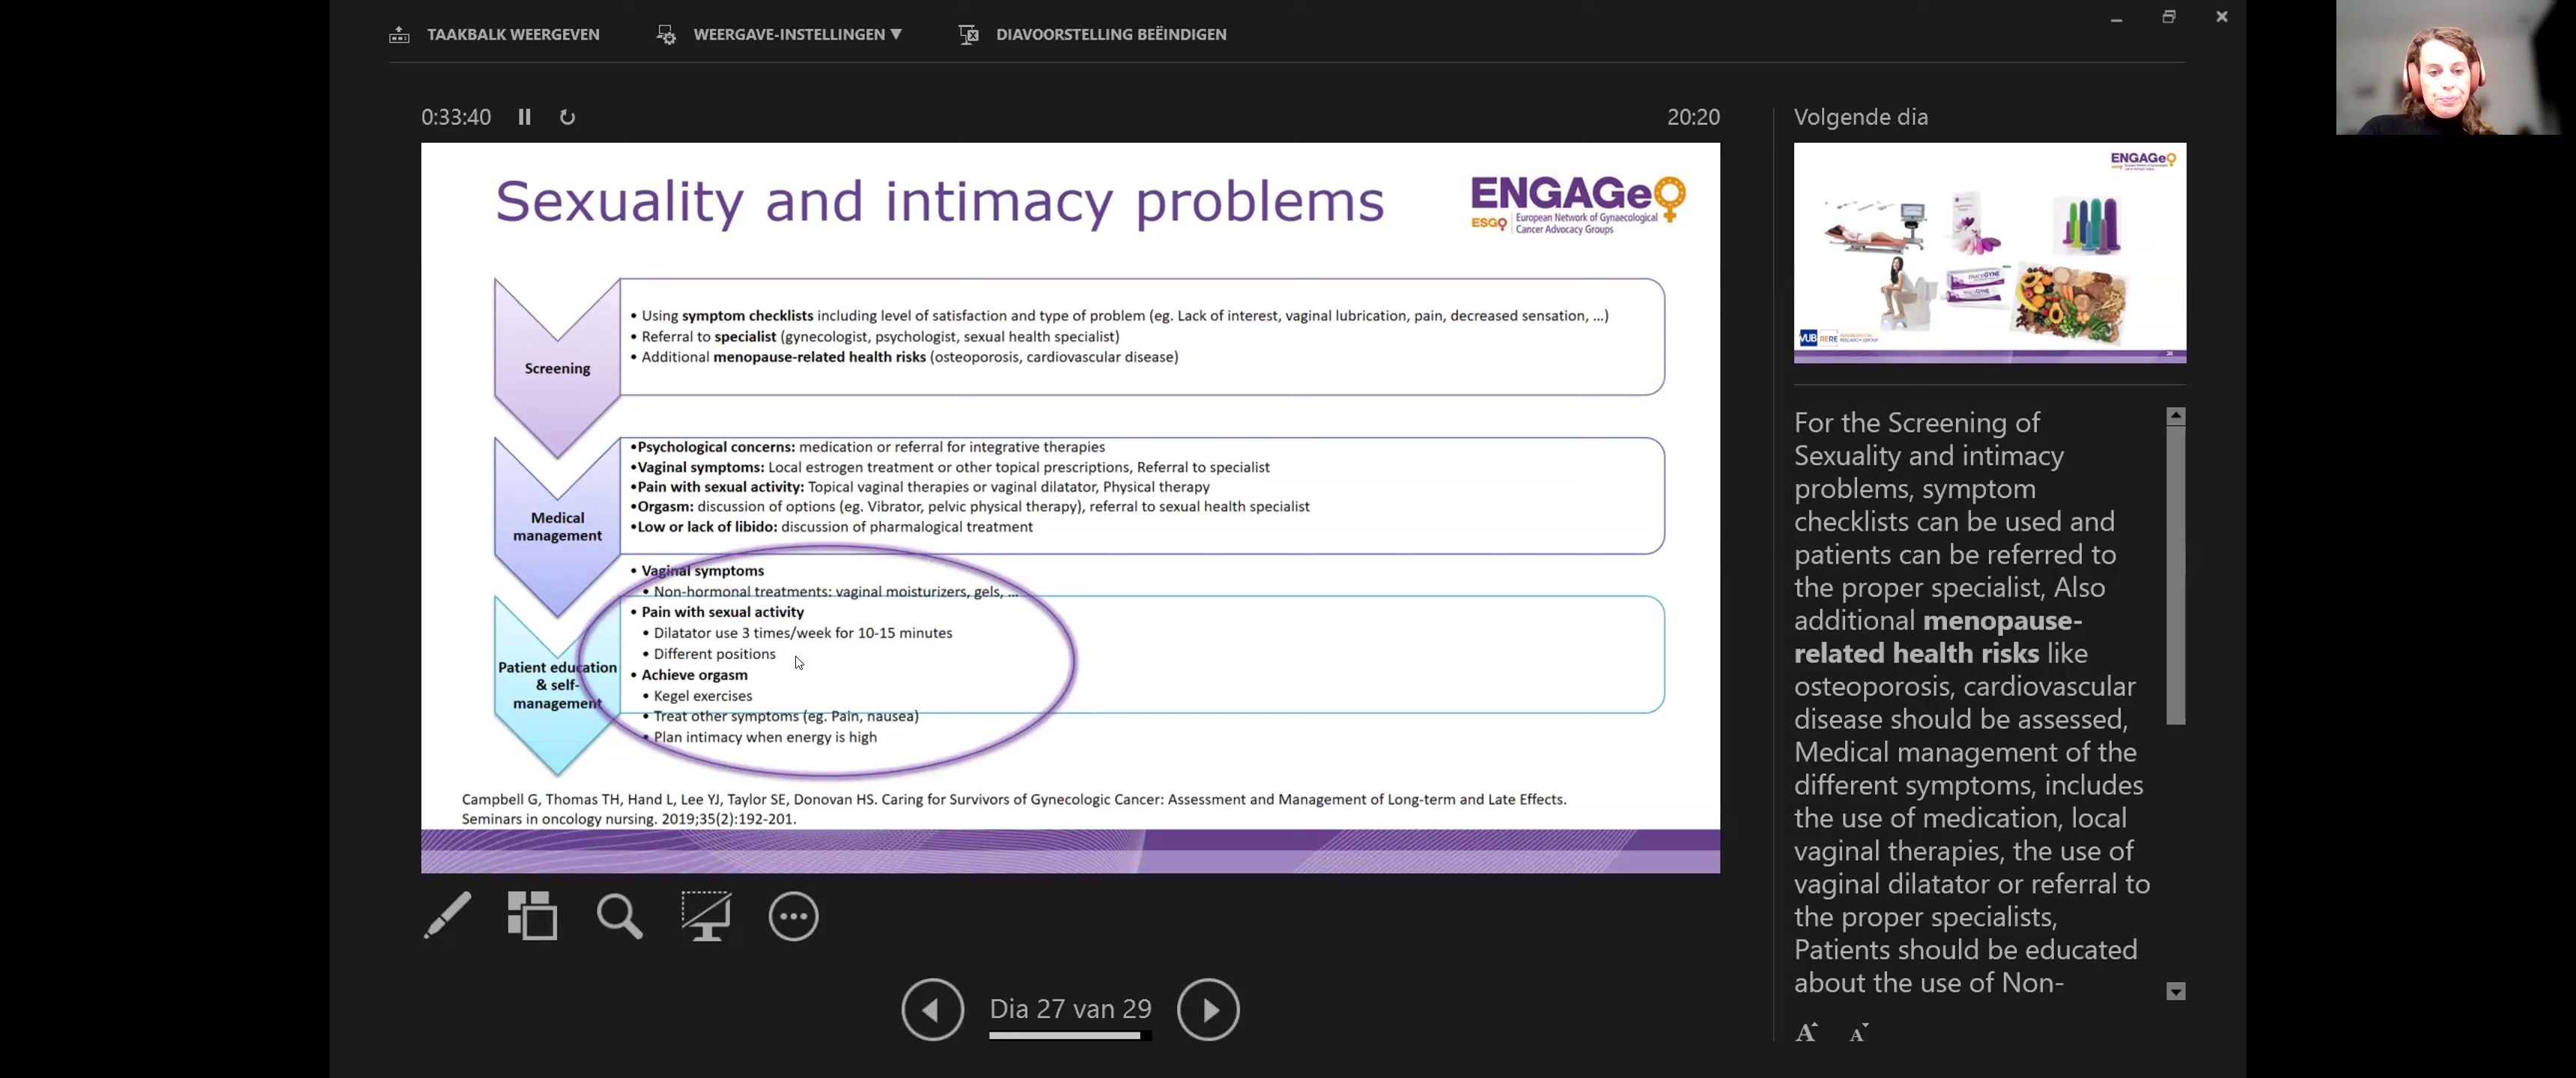 TAAKBALK WEERGEVEN
WEERGAVE-INSTELLINGEN ▼
DIAVOORSTELLING BEËINDIGEN
0:33:40
20:20
Sexuality and intimacy problems
ENGAGe
ESGO
European Network of Gynaecological
Cancer Advocacy Groups
Screening
• Using symptom checklists including level of satisfaction and type of problem (eg. Lack of interest, vaginal lubrication, pain, decreased sensation, ...)
• Referral to specialist (gynecologist, psychologist, sexual health specialist)
• Additional menopause-related health risks (osteoporosis, cardiovascular disease)
Medical
management
•Psychological concerns: medication or referral for integrative therapies
•Vaginal symptoms: Local estrogen treatment or other topical prescriptions, Referral to specialist
•Pain with sexual activity: Topical vaginal therapies or vaginal dilatator, Physical therapy
•Orgasm: discussion of options (eg. Vibrator, pelvic physical therapy), referral to sexual health specialist
•Low or lack of libido: discussion of pharmalogical treatment
Patient education
& self-
management
• Vaginal symptoms
• Non-hormonal treatments: vaginal moisturizers, gels, ...
• Pain with sexual activity
• Dilatator use 3 times/week for 10-15 minutes
• Different positions
• Achieve orgasm
• Kegel exercises
• Treat other symptoms (eg. Pain, nausea)
• Plan intimacy when energy is high
Campbell G, Thomas TH, Hand L, Lee YJ, Taylor SE, Donovan HS. Caring for Survivors of Gynecologic Cancer: Assessment and Management of Long-term and Late Effects.
Seminars in oncology nursing. 2019;35(2):192-201.
Dia 27 van 29
Volgende dia
ENGAGe
mucoGYNE
VUB RERE
For the Screening of
Sexuality and intimacy
problems, symptom
checklists can be used and
patients can be referred to
the proper specialist, Also
additional menopause-
related health risks like
osteoporosis, cardiovascular
disease should be assessed,
Medical management of the
different symptoms, includes
the use of medication, local
vaginal therapies, the use of
vaginal dilatator or referral to
the proper specialists,
Patients should be educated
about the use of Non-
A A